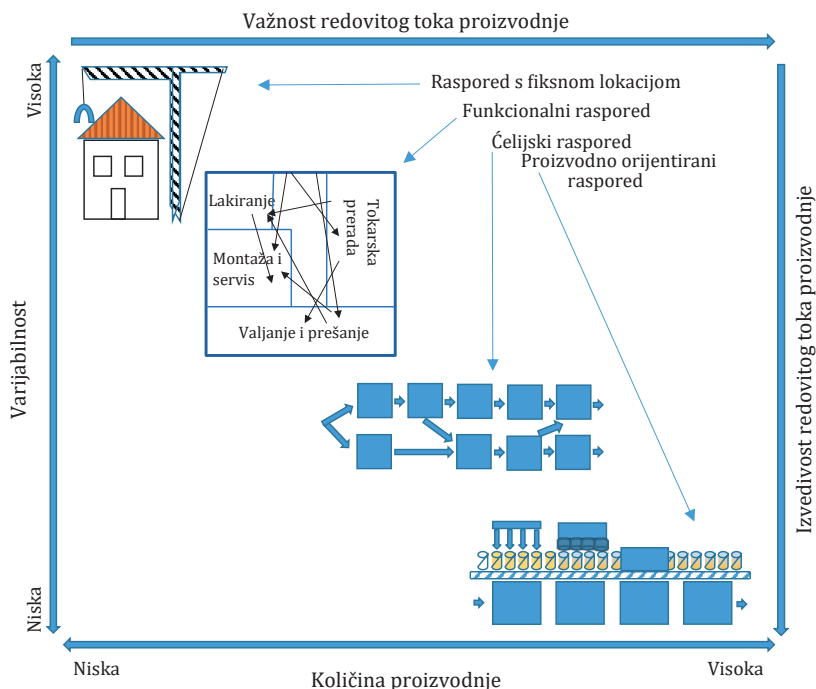 Važnost redovitog toka proizvodnje
Visoka
Raspored s fiksnom lokacijom
Funkcionalni raspored
Ćelijski raspored
Proizvodno orijentirani
raspored
Lakiranje
Tokarska
prerada
Montaža i
servis
Valjanje i prešanje
Varijabilnost
Izvedivost redovitog toka proizvodnje
Niska
Niska
Količina proizvodnje
Visoka